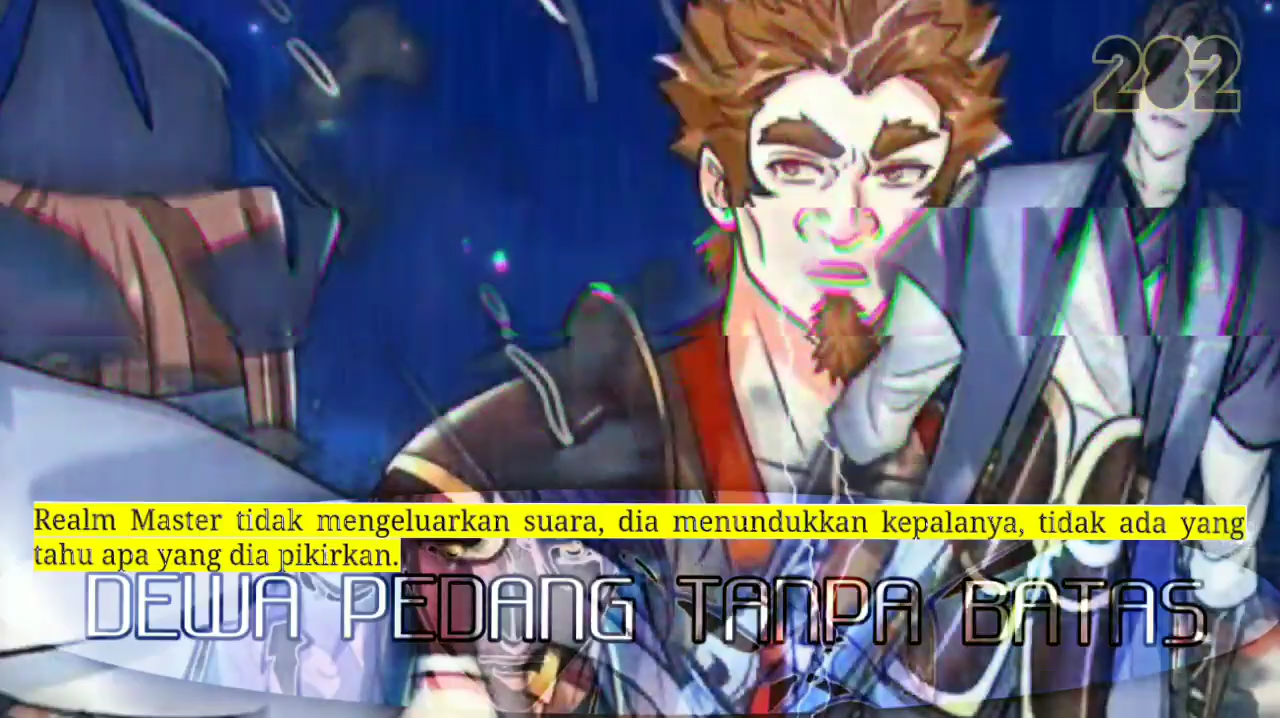 282
Realm Master tidak mengeluarkan suara, dia menundukkan kepalanya, tidak ada yang
tahu apa yang dia pikirkan.
DEWA PEDANG TANPA BATAS